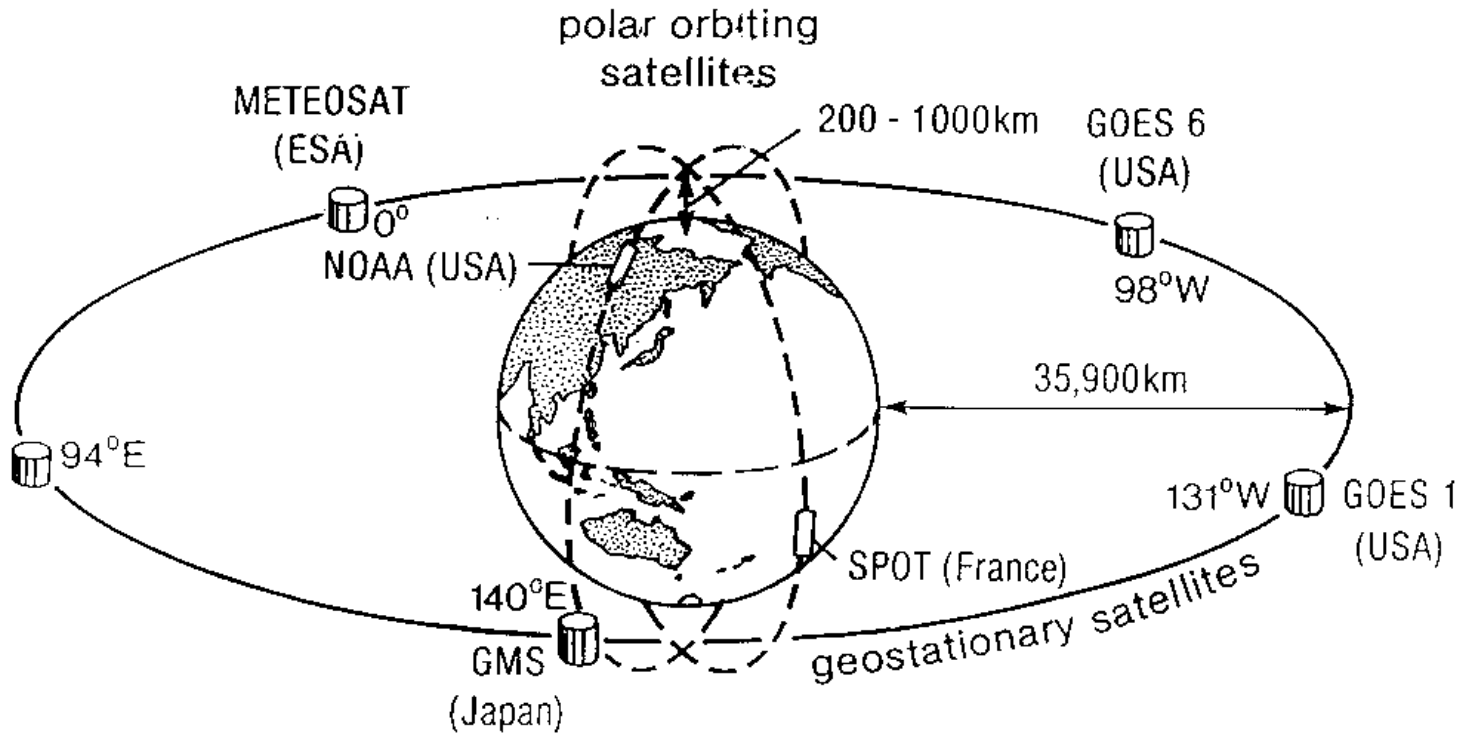 polar orbiting
satellites
METEOSAT
(ESA)
200 - 1000km
GOES 6
(USA)
0°
NOAA (USA)
98°W
35,900km
94°E
131°W
GOES 1
(USA)
SPOT (France)
140°E
GMS
(Japan)
geostationary satellites